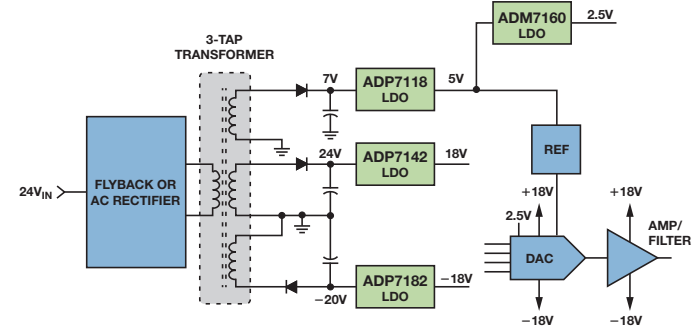 ADM7160
LDO
2.5V
3-TAP
TRANSFORMER
7V
ADP7118
LDO
5V
REF
24V
ADP7142
LDO
18V
24VIN
FLYBACK OR
AC RECTIFIER
+18V
+18V
2.5V
AMP/
FILTER
DAC
ADP7182
LDO
−18V
−20V
−18V
−18V